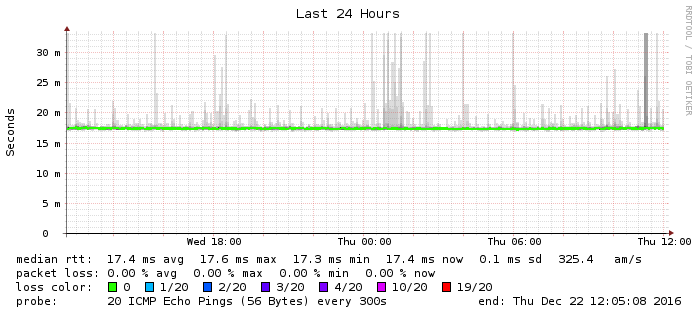 Last 24 Hours
RRDTOOL / TOBI OETIKER
Seconds
30 m
25 m
20 m
15 m
10 m
5 m
0
Wed 18:00 Thu 00:00 Thu 06:00 Thu 12:00
median rtt: 17.4 ms avg 17.6 ms max 17.3 ms min 17.4 ms now 0.1 ms sd 325.4 am/s
packet loss: 0.00 % avg 0.00 % max 0.00 % min 0.00 % now
loss color: 0 1/20 2/20 3/20 4/20 10/20 19/20
probe: 20 ICMP Echo Pings (56 Bytes) every 300s end: Thu Dec 22 12:05:08 2016